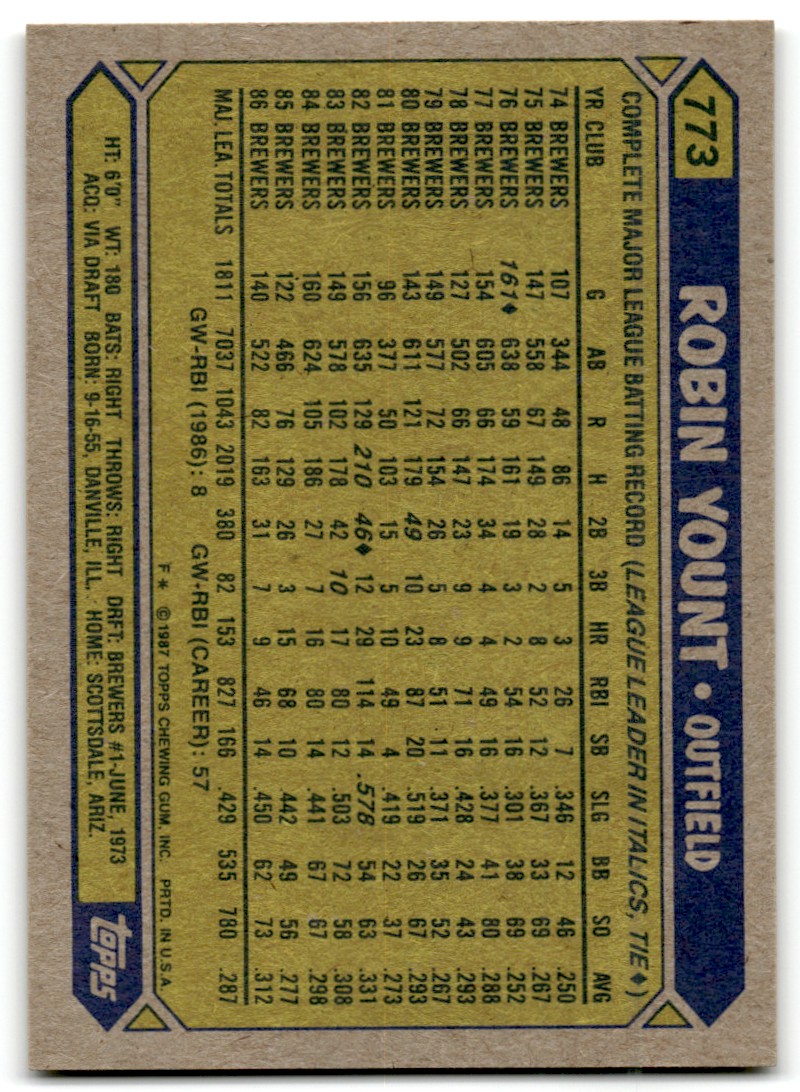 773
ROBIN YOUNT • OUTFIELD
COMPLETE MAJOR LEAGUE BATTING RECORD (LEAGUE LEADER IN ITALICS, TIE ♦)
YR CLUB G AB R H 2B 3B HR RBI SB SLG BB SO AVG
74 BREWERS 107 344 48 86 14 5 3 26 7 .346 12 46 .250
75 BREWERS 147 558 67 149 28 2 8 52 12 .367 33 69 .267
76 BREWERS 161♦ 638 59 161 19 3 2 54 16 .301 38 69 .252
77 BREWERS 154 605 66 174 34 4 4 49 16 .377 41 80 .288
78 BREWERS 127 502 66 147 23 9 9 71 16 .428 24 43 .293
79 BREWERS 149 577 72 154 26 5 8 51 11 .371 35 52 .267
80 BREWERS 143 611 121 179 49 10 23 87 20 .519 26 67 .293
81 BREWERS 96 377 50 103 15 5 10 49 4 .419 22 37 .273
82 BREWERS 156 635 129 210 46♦ 12 29 114 14 .578 54 63 .331
83 BREWERS 149 578 102 178 42 10 17 80 12 .503 72 58 .308
84 BREWERS 160 624 105 186 27 7 16 80 14 .441 67 67 .298
85 BREWERS 122 466 76 129 26 3 15 68 10 .442 49 56 .277
86 BREWERS 140 522 82 163 31 7 9 46 14 .450 62 73 .312
MAJ. LEA. TOTALS 1811 7037 1043 2019 380 82 153 827 166 .429 535 780 .287
GW-RBI (1986): 8 GW-RBI (CAREER): 57
F* ©1987 TOPPS CHEWING GUM, INC. PRTD. IN U.S.A.
HT: 6'0" WT: 180 BATS: RIGHT THROWS: RIGHT DRFT: BREWERS #1-JUNE, 1973
ACQ: VIA DRAFT BORN: 9-16-55, DANVILLE, ILL. HOME: SCOTTSDALE, ARIZ.
topps